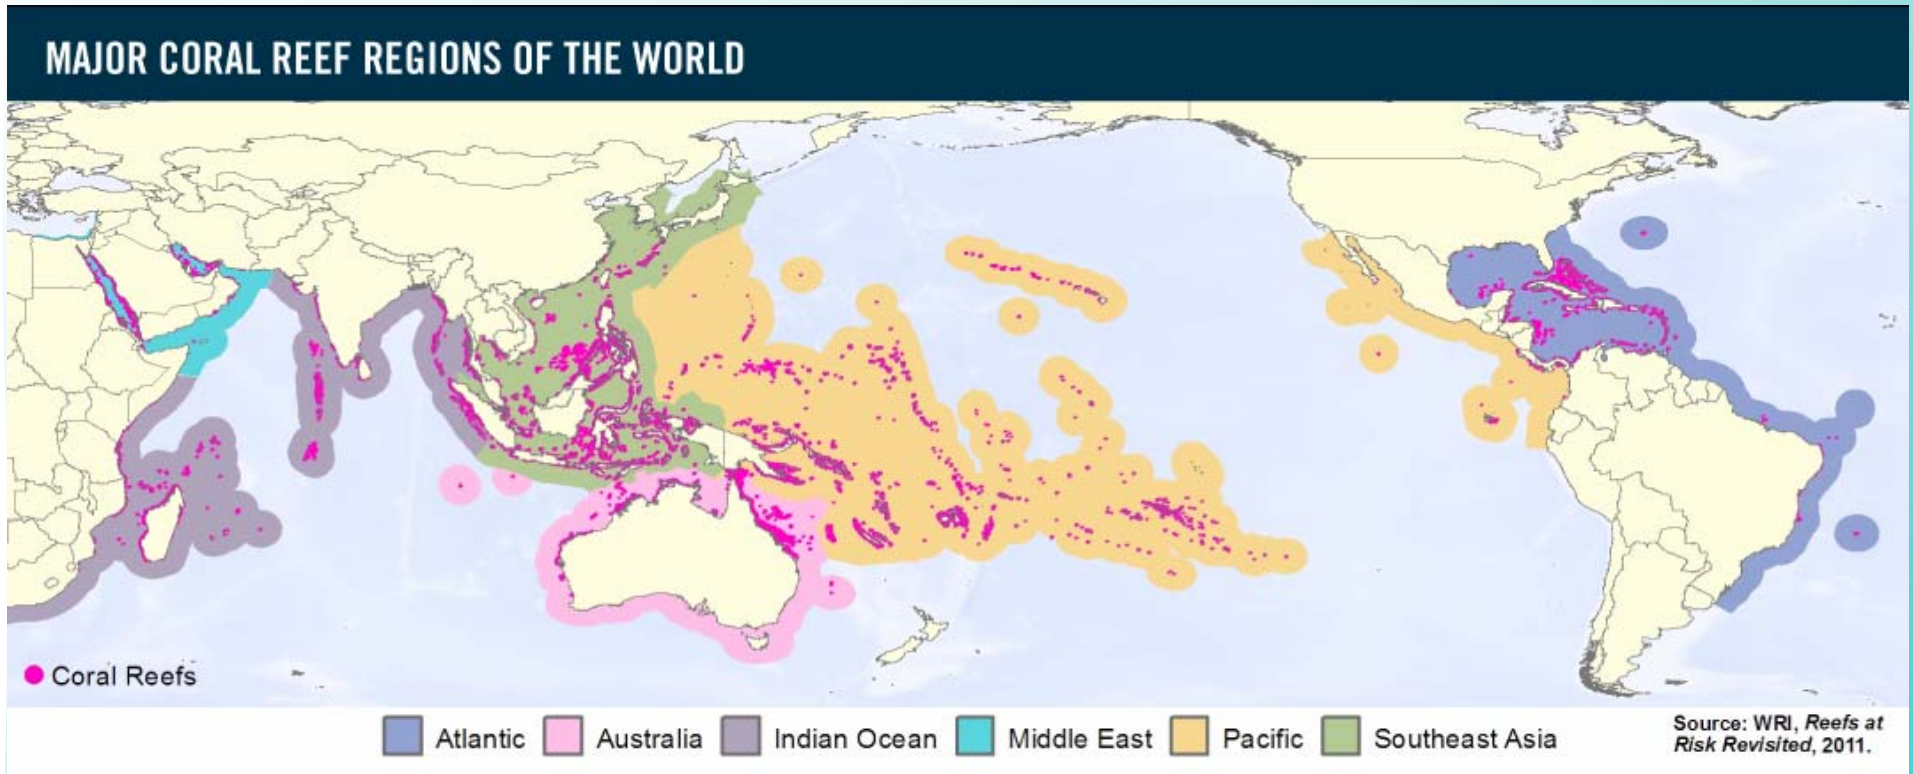 MAJOR CORAL REEF REGIONS OF THE WORLD
Coral Reefs
Atlantic Australia Indian Ocean Middle East Pacific Southeast Asia
Source: WRI, Reefs at
Risk Revisited, 2011.